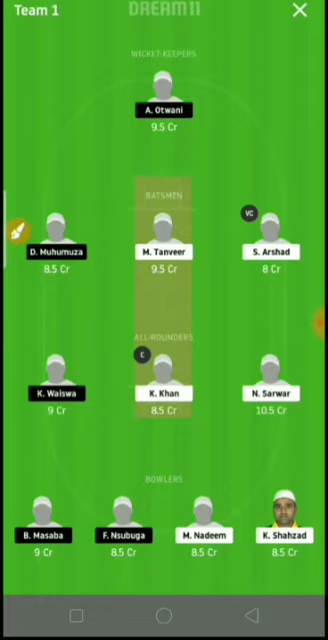 Team 1 DREAM11
WICKET-KEEPERS
A. Otwani
9.5 Cr
BATSMEN
VC
D. Muhumuza M. Tanveer S. Arshad
8.5 Cr 9.5 Cr 8 Cr
ALL-ROUNDERS
C
K. Waiswa K. Khan N. Sarwar
9 Cr 8.5 Cr 10.5 Cr
BOWLERS
B. Masaba F. Nsubuga M. Nadeem K. Shahzad
9 Cr 8.5 Cr 8.5 Cr 8.5 Cr